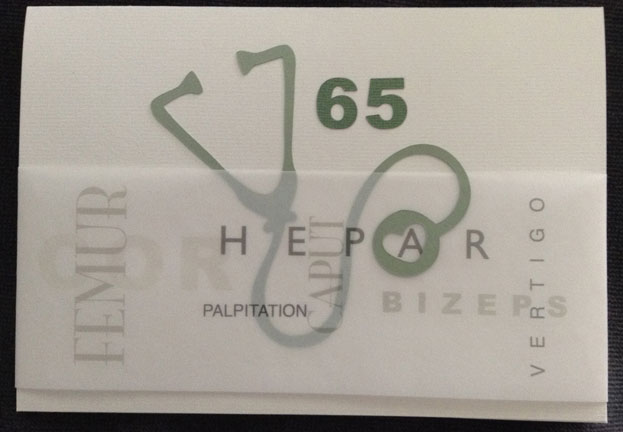 65
FEMUR
COR
HEPAR
CAPUT
PALPITATION
BIZEPS
VERTIGO